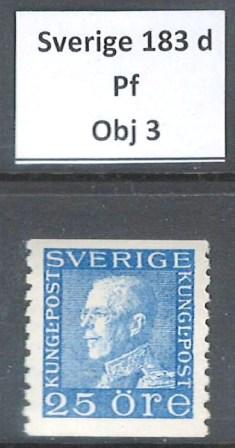 Sverige 183 d
Pf
Obj 3
SVERIGE
KUNGL·POST
KUNGL·POST
25 ÖRE